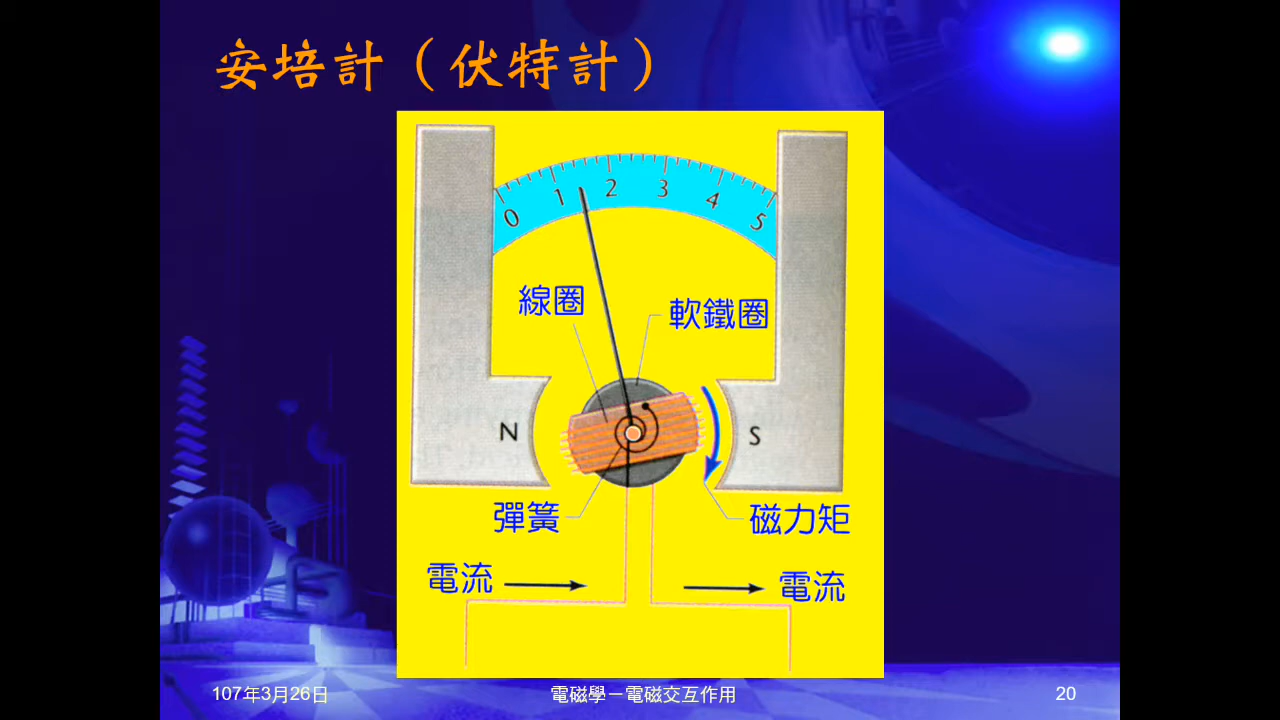 安培計（伏特計）
0 1 2 3 4 5
線圈
軟鐵圈
N
S
彈簧
磁力矩
電流
電流
107年3月26日
電磁學－電磁交互作用
20